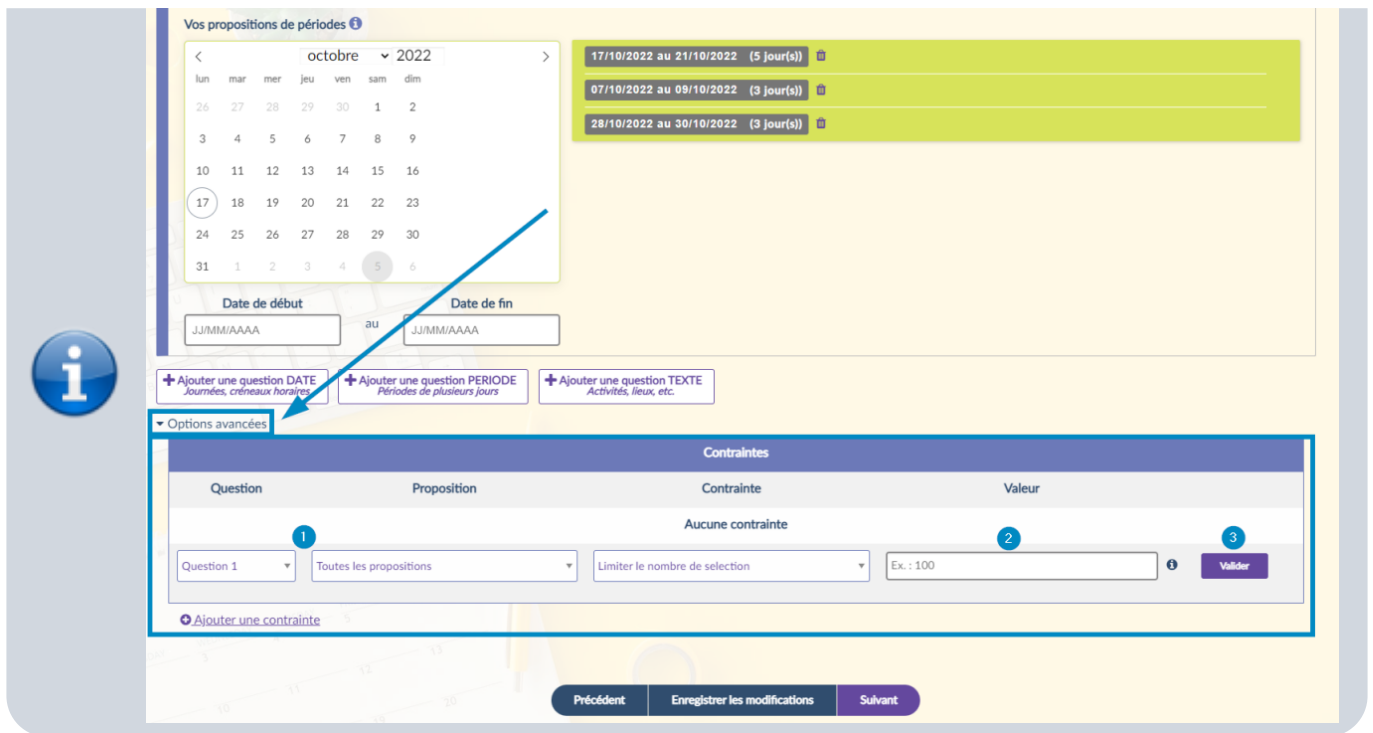 Vos propositions de périodes
octobre 2022
lun mar mer jeu ven sam dim
26 27 28 29 30 1 2
3 4 5 6 7 8 9
10 11 12 13 14 15 16
17 18 19 20 21 22 23
24 25 26 27 28 29 30
31 1 2 3 4 5 6
17/10/2022 au 21/10/2022 (5 jour(s))
07/10/2022 au 09/10/2022 (3 jour(s))
28/10/2022 au 30/10/2022 (3 jour(s))
Date de début Date de fin
JJ/MM/AAAA au JJ/MM/AAAA
Ajouter une question DATE
Journées, créneaux horaires
Ajouter une question PERIODE
Périodes de plusieurs jours
Ajouter une question TEXTE
Activités, lieux, etc.
Options avancées
Contraintes
Question Proposition Contrainte Valeur
Aucune contrainte
1 2 3
Question 1 Toutes les propositions Limiter le nombre de selection Ex. : 100 Valider
Ajouter une contrainte
Précédent Enregistrer les modifications Suivant